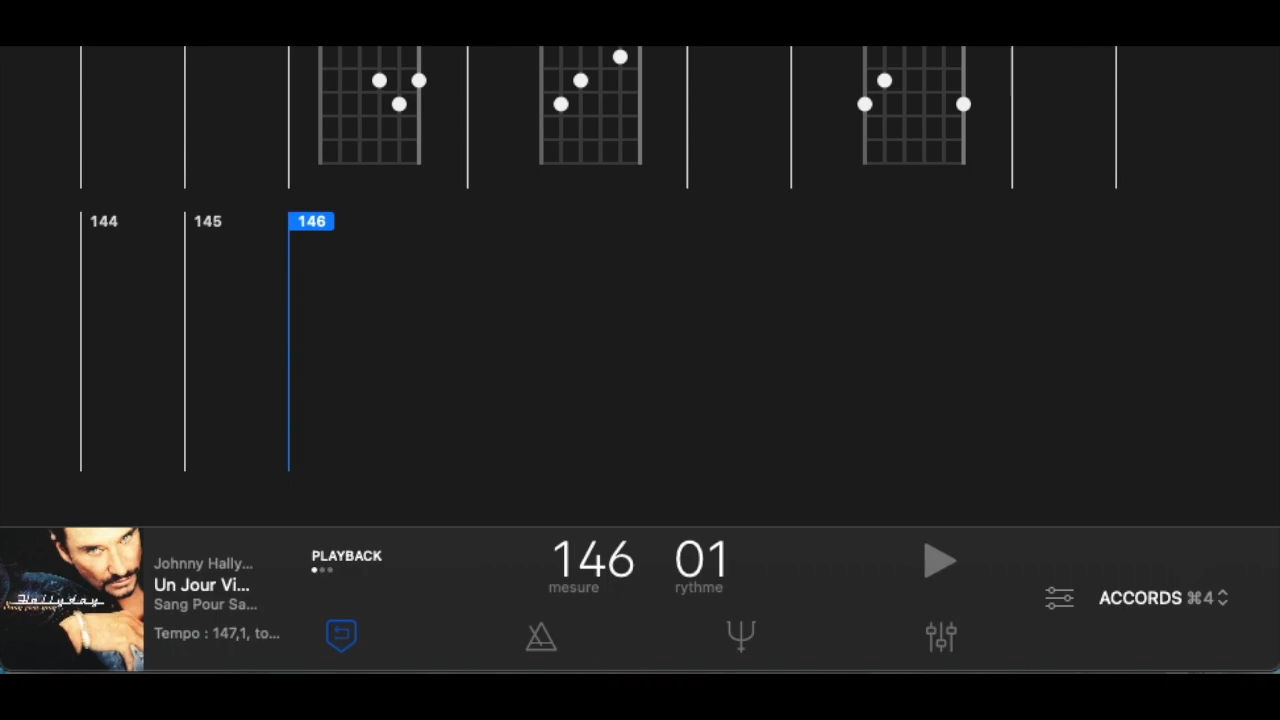 144 145 146
Johnny Hally...
Un Jour Vi...
Sang Pour Sa...
Tempo : 147,1, to...
Hallyday
PLAYBACK
146 01
mesure rythme
ACCORDS ⌘4